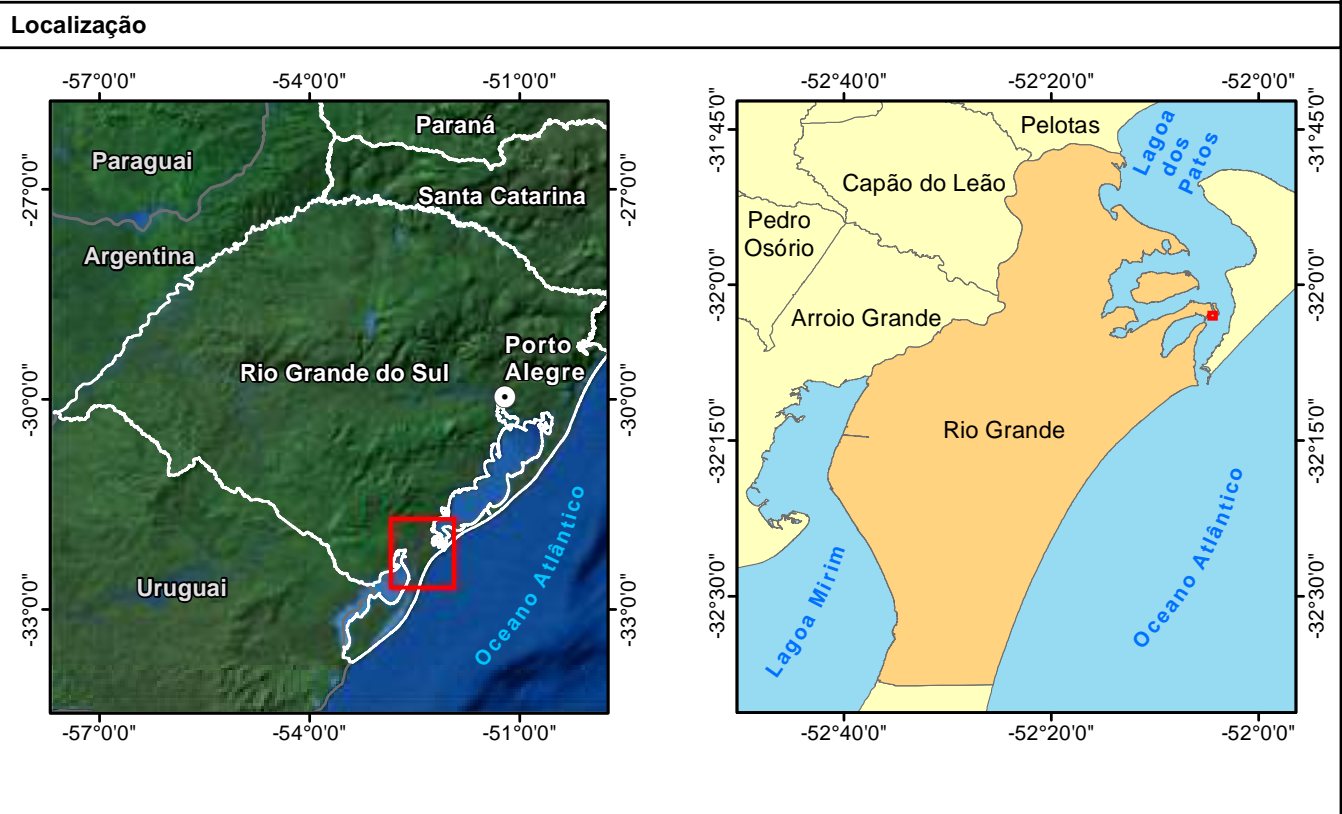 Localização
-57°0'0"
-54°0'0"
-51°0'0"
-27°0'0"
-30°0'0"
-33°0'0"
Paraná
Paraguai
Santa Catarina
Argentina
Porto
Alegre
Rio Grande do Sul
Uruguai
Oceano Atlântico
-27°0'0"
-30°0'0"
-33°0'0"
-57°0'0"
-54°0'0"
-51°0'0"
-52°40'0"
-52°20'0"
-52°0'0"
-31°45'0"
-32°0'0"
-32°15'0"
-32°30'0"
Pelotas
Lagoa
dos
Patos
Capão do Leão
Pedro
Osório
Arroio Grande
Rio Grande
Lagoa Mirim
Oceano Atlântico
-31°45'0"
-32°0'0"
-32°15'0"
-32°30'0"
-52°40'0"
-52°20'0"
-52°0'0"